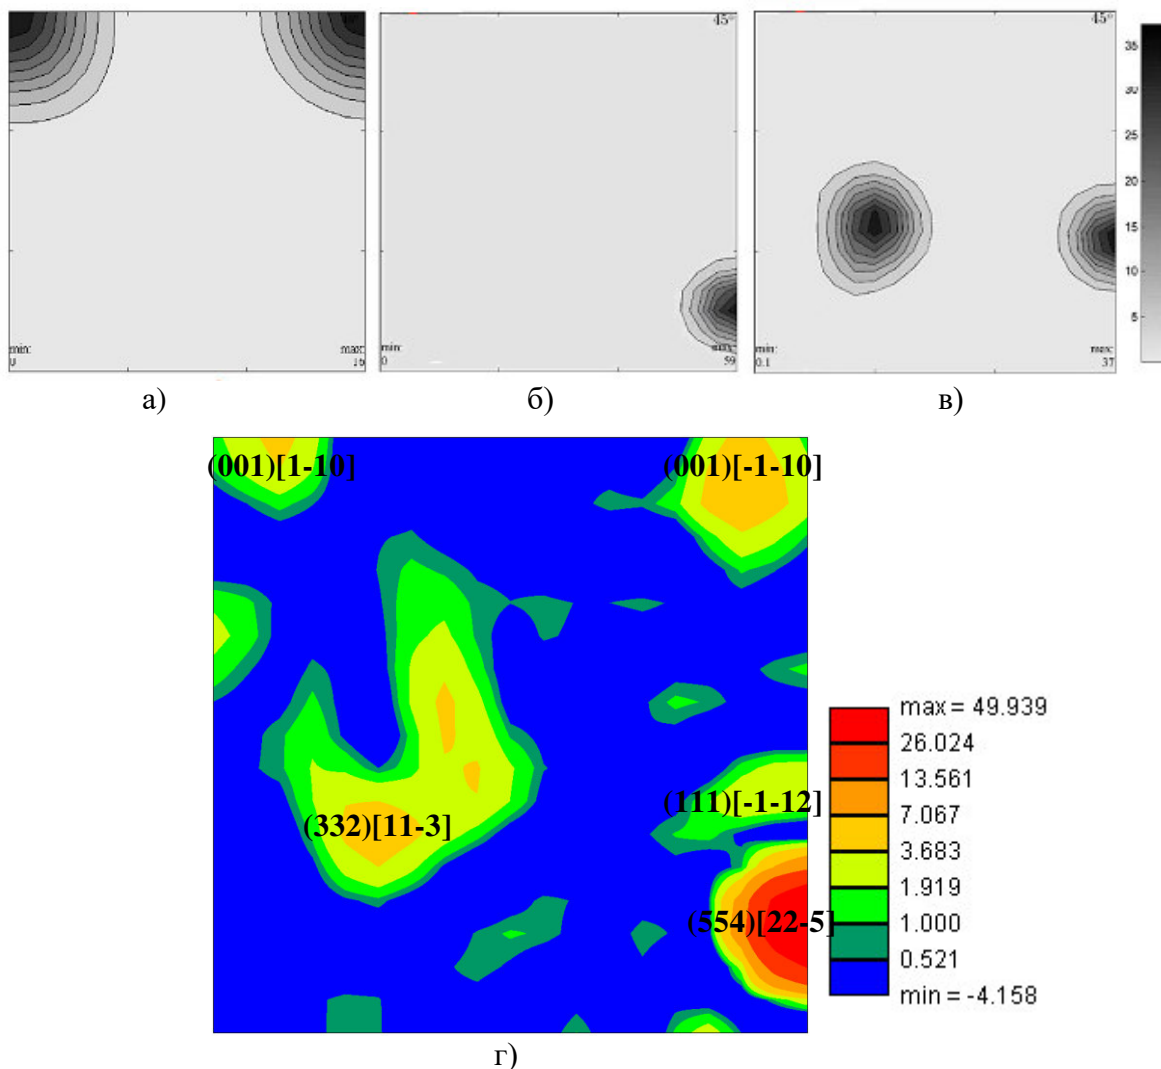 45°
45°
35
30
25
20
15
10
5
min:
0
max:
16
min:
0
59
min:
0.1
max:
37
а)
б)
в)
(001)[1-10]
(001)[-1-10]
(111)[-1-12]
(332)[11-3]
(554)[22-5]
max = 49.939
26.024
13.561
7.067
3.683
1.919
1.000
0.521
min = -4.158
г)